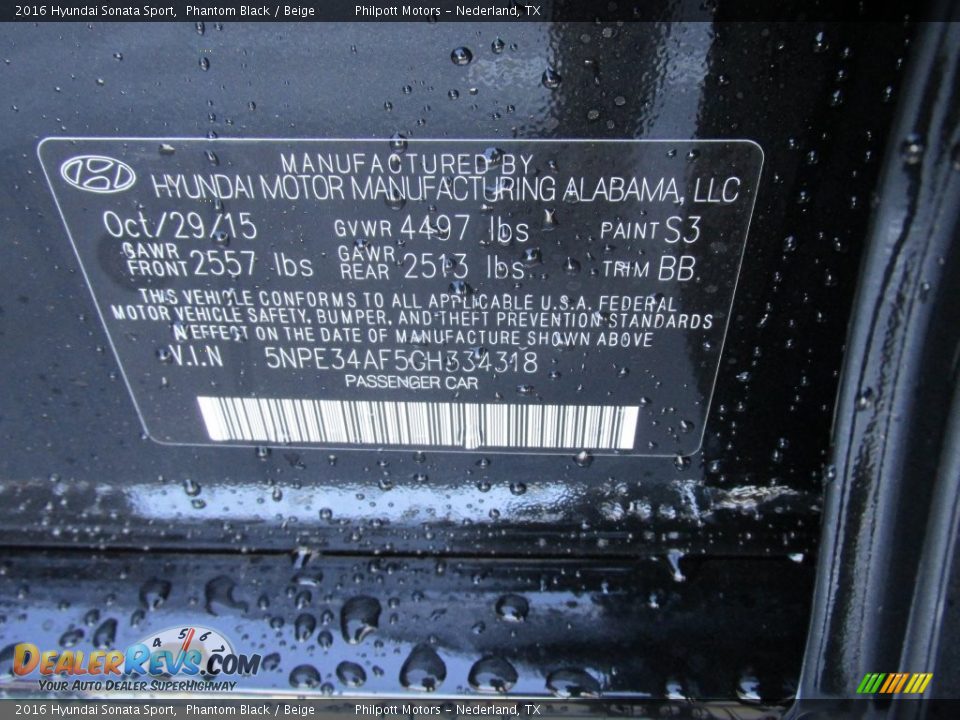 2016 Hyundai Sonata Sport, Phantom Black / Beige Philpott Motors - Nederland, TX
MANUFACTURED BY
HYUNDAI MOTOR MANUFACTURING ALABAMA, LLC
Oct/29/15 GVWR 4497 lbs PAINT S3
GAWR FRONT 2557 lbs GAWR REAR 2513 lbs TRIM BB
THIS VEHICLE CONFORMS TO ALL APPLICABLE U.S.A. FEDERAL
MOTOR VEHICLE SAFETY, BUMPER, AND THEFT PREVENTION STANDARDS
IN EFFECT ON THE DATE OF MANUFACTURE SHOWN ABOVE
V.I.N 5NPE34AF5GH334318
PASSENGER CAR
4 5 6
DEALERREVS.COM
YOUR AUTO DEALER SUPERHIGHWAY
2016 Hyundai Sonata Sport, Phantom Black / Beige Philpott Motors - Nederland, TX